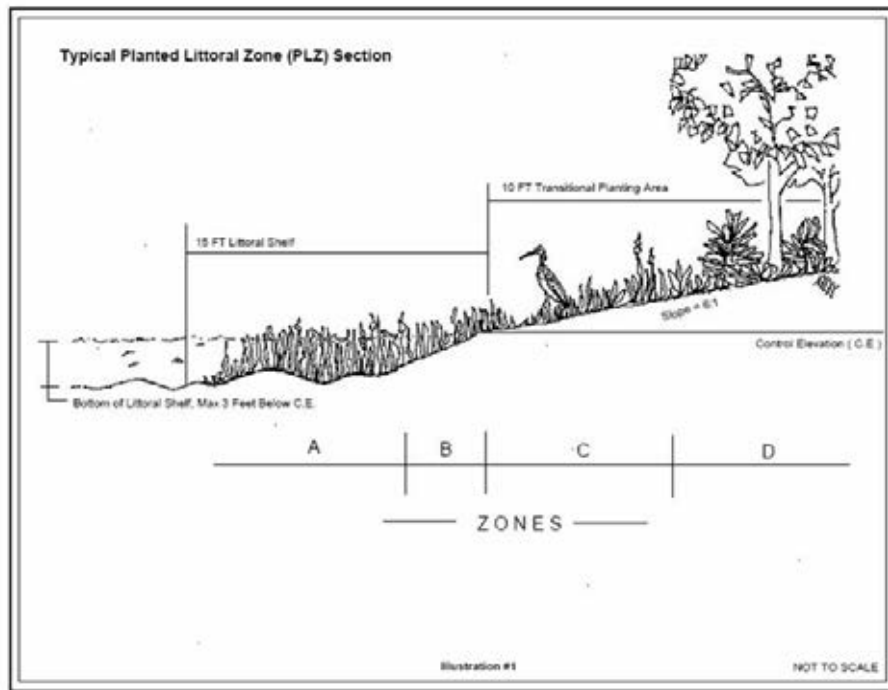 Typical Planted Littoral Zone (PLZ) Section
10 FT Transitional Planting Area
15 FT Littoral Shelf
Slope = 6:1
Control Elevation ( C.E.)
Bottom of Littoral Shelf, Max 3 Feet Below C.E.
A B C D
ZONES
Illustration #1
NOT TO SCALE